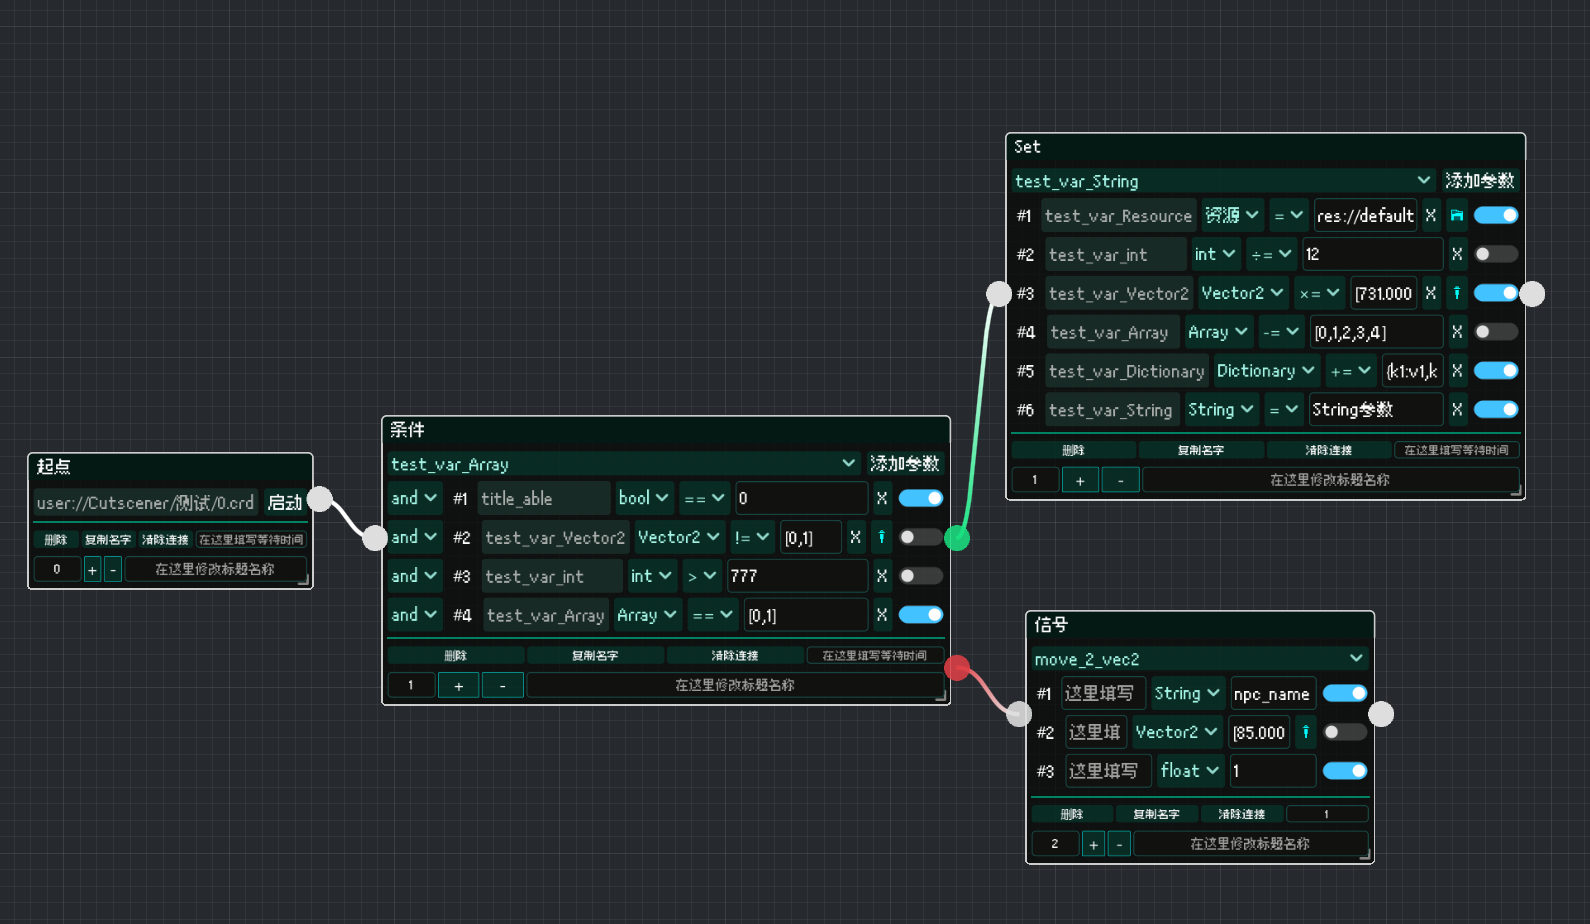 起点
user://Cutscener/测试/0.crd 启动
删除 复制名字 清除连接 在这里填写等待时间
0 + - 在这里修改标题名称
条件
test_var_Array 添加参数
and #1 title_able bool == 0 X
and #2 test_var_Vector2 Vector2 != [0,1] X
and #3 test_var_int int > 777 X
and #4 test_var_Array Array == [0,1] X
删除 复制名字 清除连接 在这里填写等待时间
1 + - 在这里修改标题名称
Set
test_var_String 添加参数
#1 test_var_Resource 资源 = res://default X
#2 test_var_int int ÷= 12 X
#3 test_var_Vector2 Vector2 ×= [731.000 X
#4 test_var_Array Array -= [0,1,2,3,4] X
#5 test_var_Dictionary Dictionary += {k1:v1,k X
#6 test_var_String String = String参数 X
删除 复制名字 清除连接 在这里填写等待时间
1 + - 在这里修改标题名称
信号
move_2_vec2
#1 这里填写 String npc_name
#2 这里填 Vector2 [85.000
#3 这里填写 float 1
删除 复制名字 清除连接 1
2 + - 在这里修改标题名称